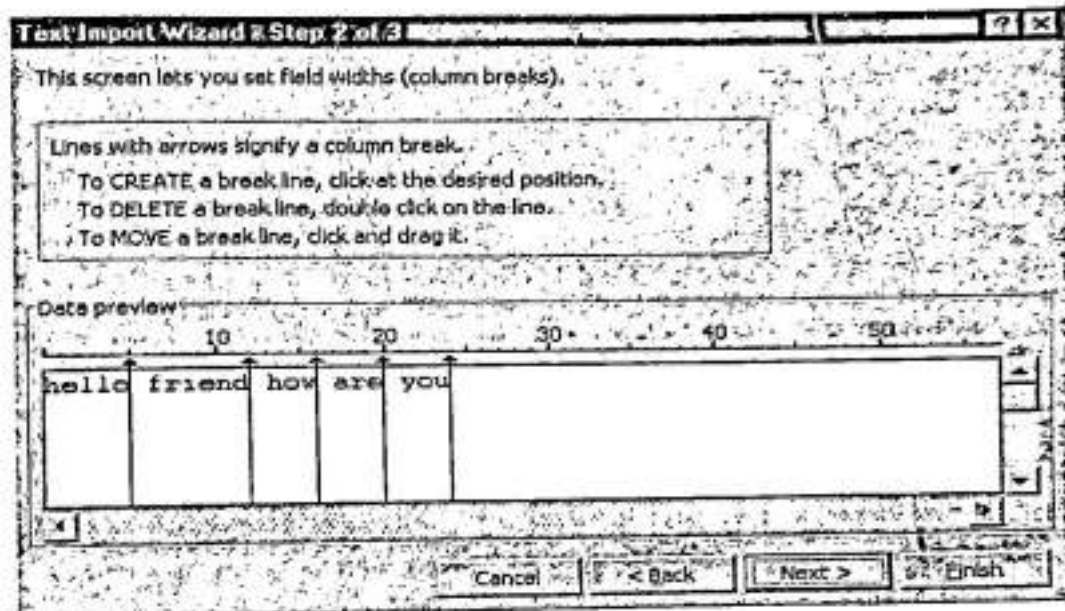 Text Import Wizard - Step 2 of 3 ? ×
This screen lets you set field widths (column breaks).
Lines with arrows signify a column break.
To CREATE a break line, click at the desired position.
To DELETE a break line, double click on the line.
To MOVE a break line, click and drag it.
Data preview
10 20 30 40 50
hello friend how are you
Cancel < Back Next > Finish